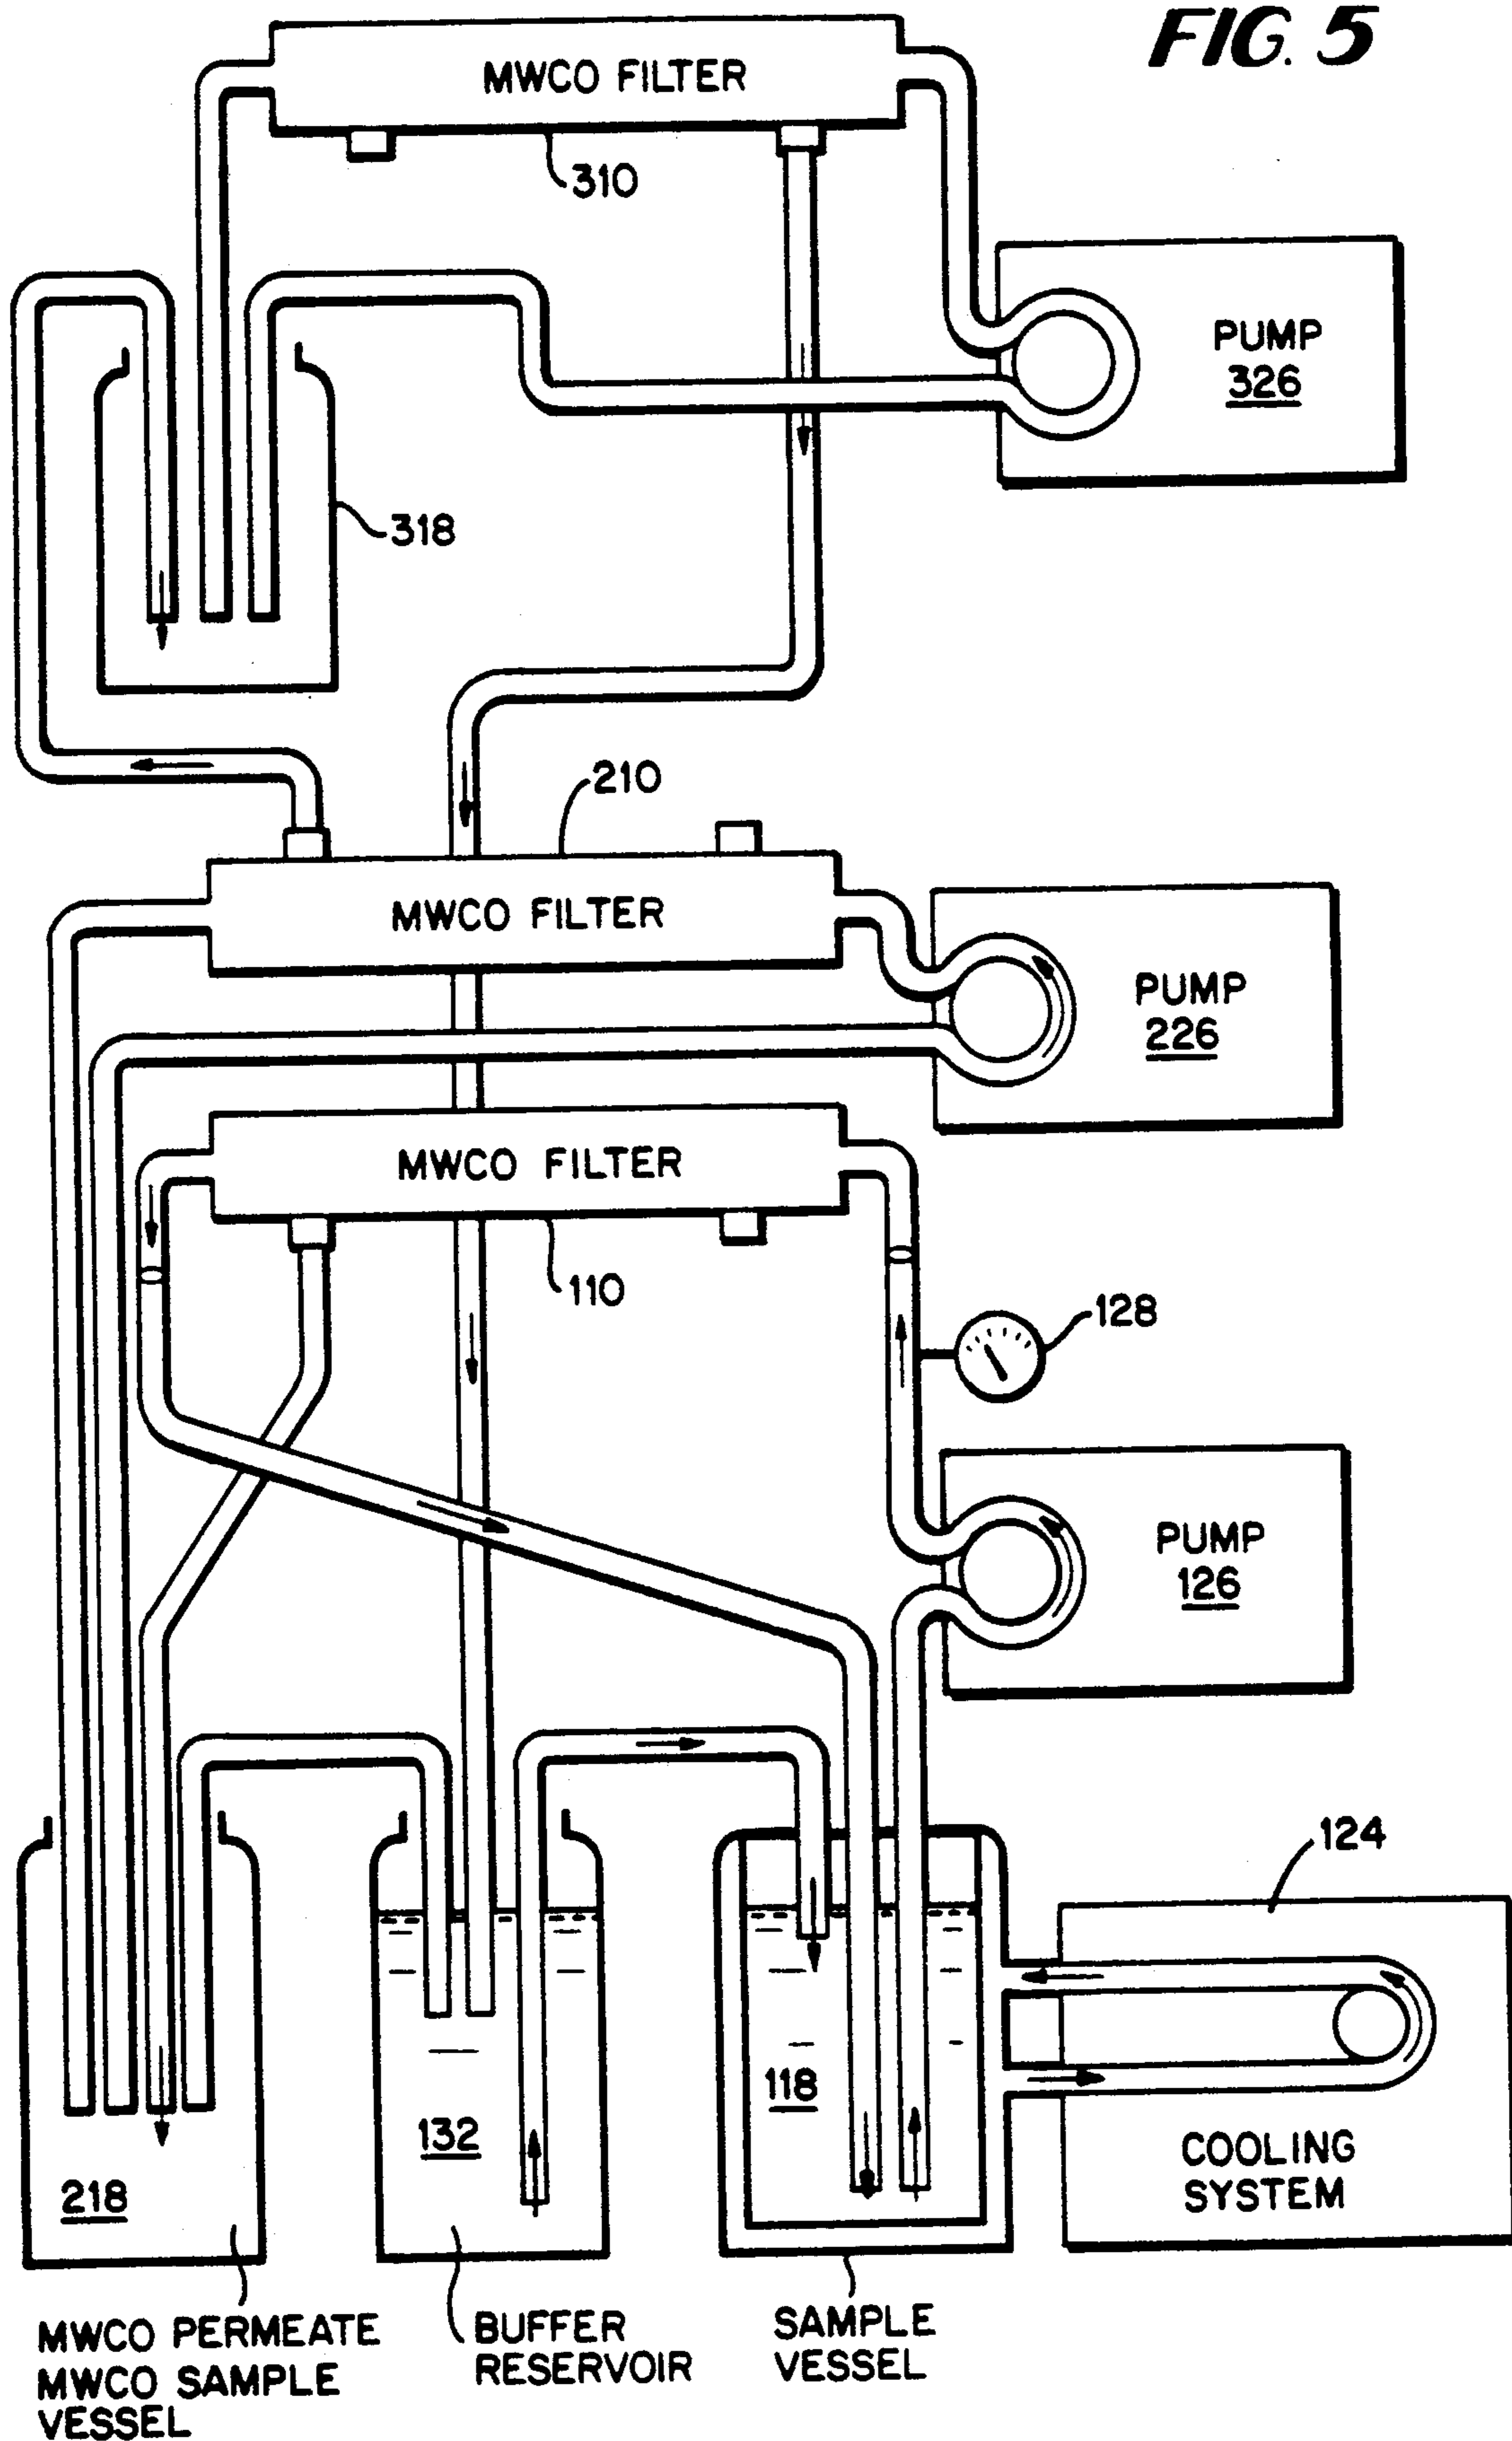 FIG. 5
MWCO FILTER
310
PUMP
326
318
210
MWCO FILTER
PUMP
226
MWCO FILTER
110
128
PUMP
126
124
118
132
218
COOLING
SYSTEM
MWCO PERMEATE
MWCO SAMPLE
VESSEL
BUFFER
RESERVOIR
SAMPLE
VESSEL